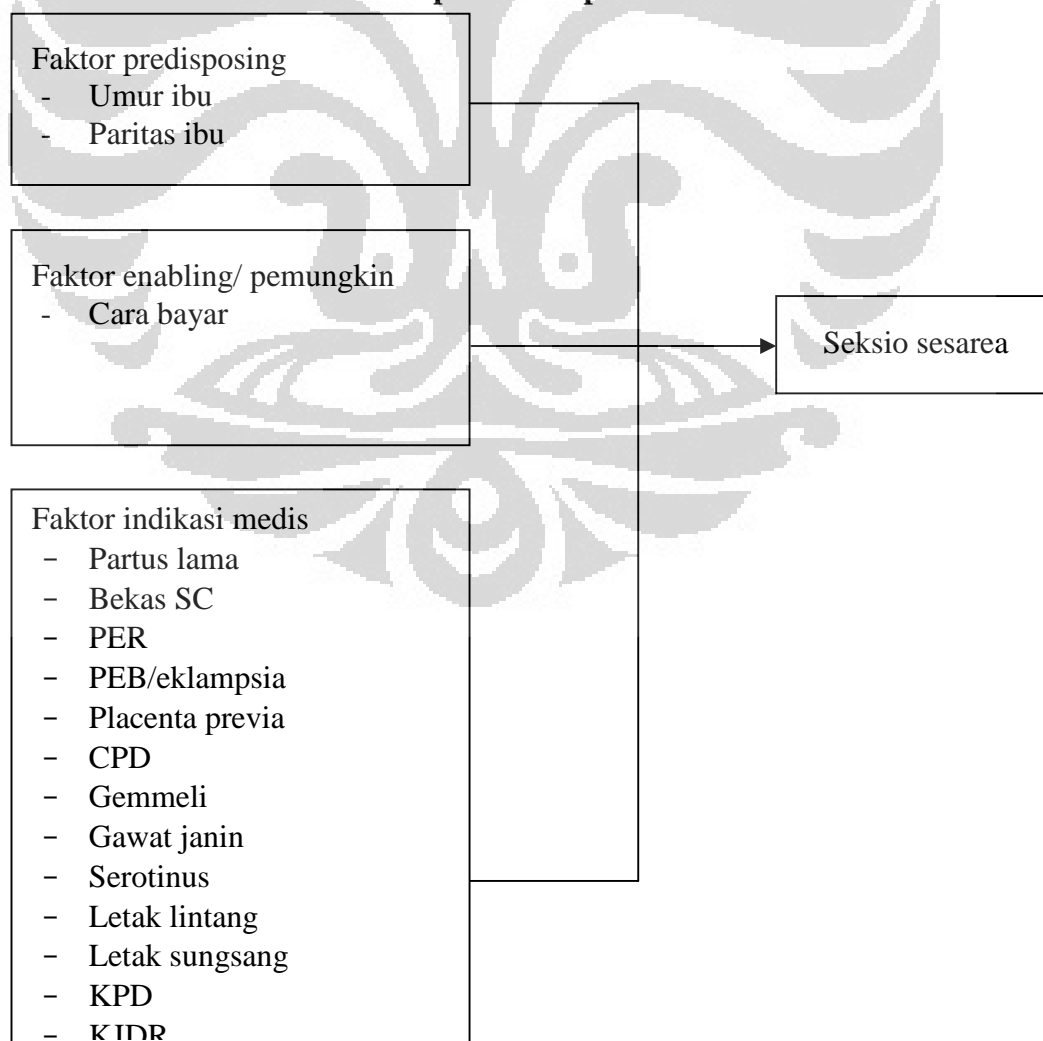 Faktor predisposing
- Umur ibu
- Paritas ibu
Faktor enabling/ pemungkin
- Cara bayar
Seksio sesarea
Faktor indikasi medis
- Partus lama
- Bekas SC
- PER
- PEB/eklampsia
- Placenta previa
- CPD
- Gemmeli
- Gawat janin
- Serotinus
- Letak lintang
- Letak sungsang
- KPD
- KJDR